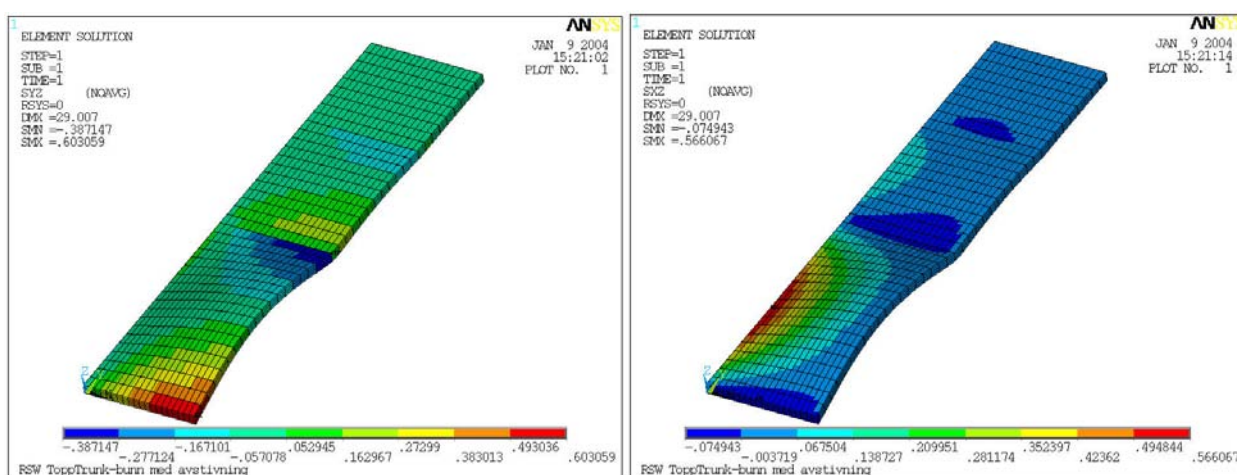 1
ANSYS
ELEMENT SOLUTION
JAN 9 2004
15:21:02
PLOT NO. 1
STEP=1
SUB =1
TIME=1
SYZ (NOAVG)
RSYS=0
DMX =29.007
SMN =-.387147
SMX =.603059
Z
-.387147 -.167101 .052945 .27299 .493036
-.277124 -.057078 .162967 .383013 .603059
RSW ToppTrunk-bunn med avstivning
1
ANSYS
ELEMENT SOLUTION
JAN 9 2004
15:21:14
PLOT NO. 1
STEP=1
SUB =1
TIME=1
SXZ (NOAVG)
RSYS=0
DMX =29.007
SMN =-.074943
SMX =.566067
Z
-.074943 .067504 .209951 .352397 .494844
-.003719 .138727 .281174 .42362 .566067
RSW ToppTrunk-bunn med avstivning